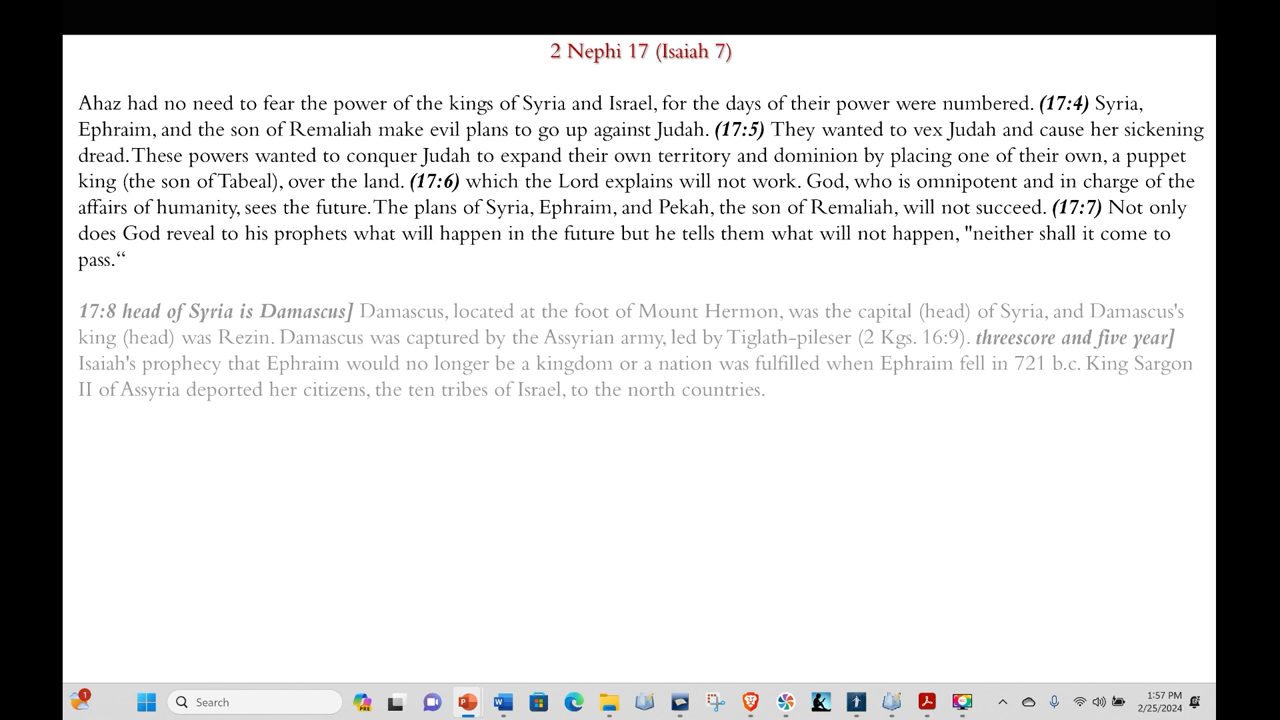 2 Nephi 17 (Isaiah 7)
Ahaz had no need to fear the power of the kings of Syria and Israel, for the days of their power were numbered. (17:4) Syria,
Ephraim, and the son of Remaliah make evil plans to go up against Judah. (17:5) They wanted to vex Judah and cause her sickening
dread. These powers wanted to conquer Judah to expand their own territory and dominion by placing one of their own, a puppet
king (the son of Tabeal), over the land. (17:6) which the Lord explains will not work. God, who is omnipotent and in charge of the
affairs of humanity, sees the future. The plans of Syria, Ephraim, and Pekah, the son of Remaliah, will not succeed. (17:7) Not only
does God reveal to his prophets what will happen in the future but he tells them what will not happen, "neither shall it come to
pass.“
17:8 head of Syria is Damascus] Damascus, located at the foot of Mount Hermon, was the capital (head) of Syria, and Damascus's
king (head) was Rezin. Damascus was captured by the Assyrian army, led by Tiglath-pileser (2 Kgs. 16:9). threescore and five year]
Isaiah's prophecy that Ephraim would no longer be a kingdom or a nation was fulfilled when Ephraim fell in 721 b.c. King Sargon
II of Assyria deported her citizens, the ten tribes of Israel, to the north countries.
1
Search
PRE
1:57 PM
2/25/2024